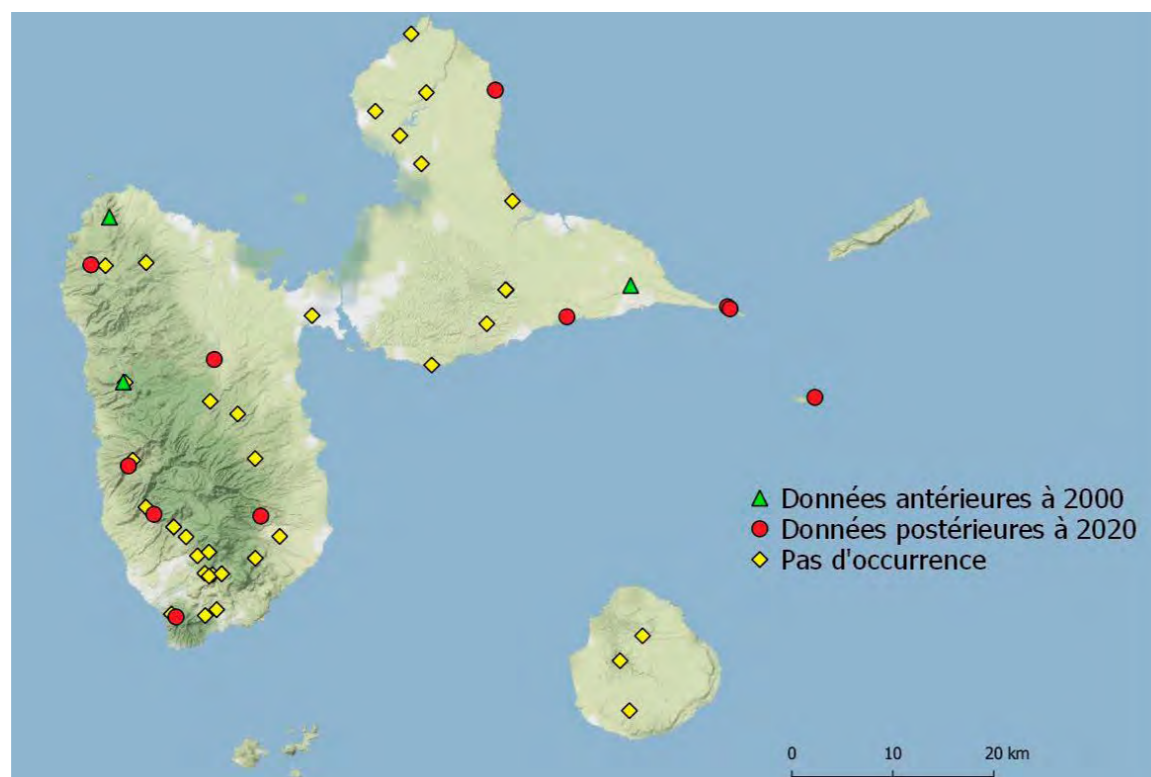 Données antérieures à 2000
Données postérieures à 2020
Pas d'occurrence
0 10 20 km